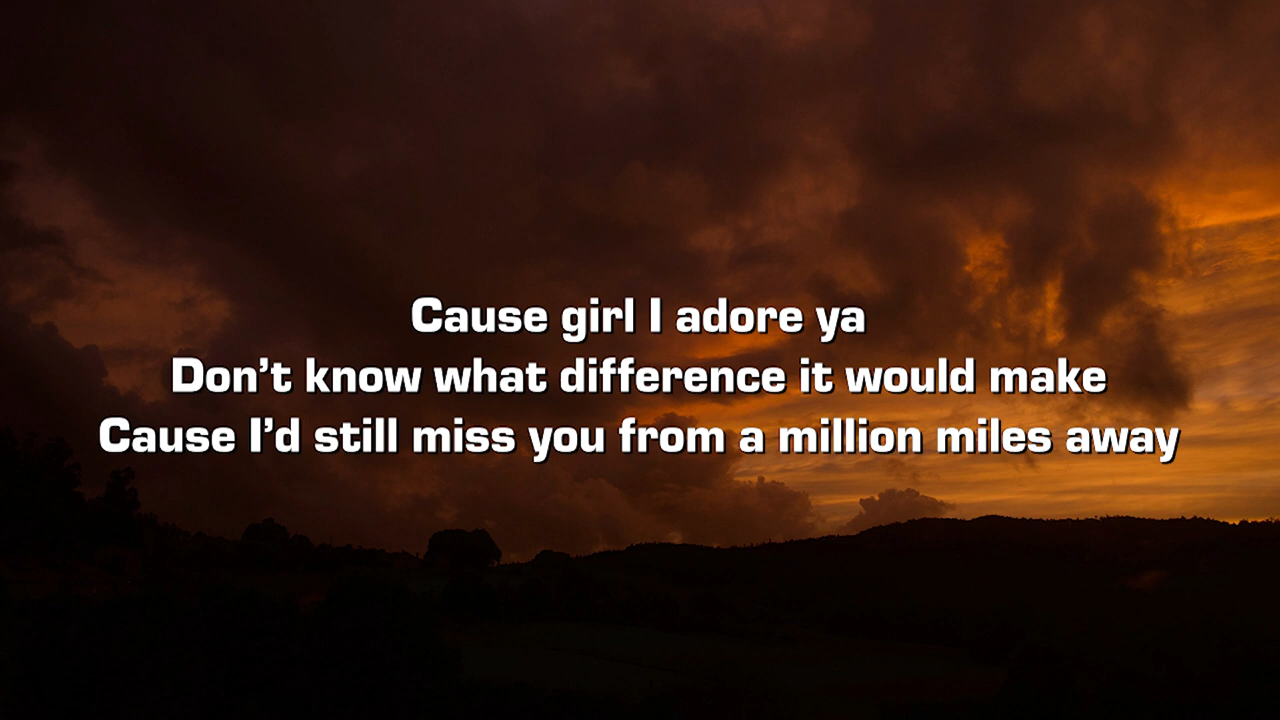 Cause girl I adore ya
Don’t know what difference it would make
Cause I’d still miss you from a million miles away